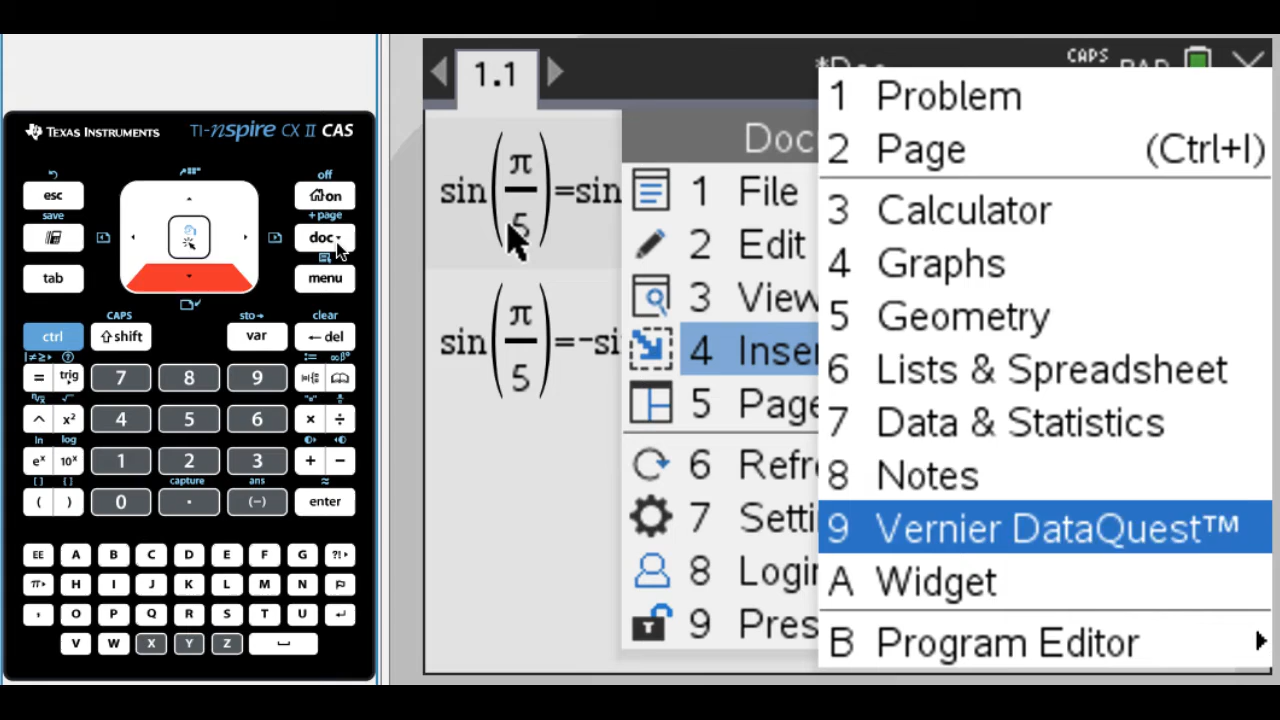 TEXAS INSTRUMENTS TI-nspire CX II CAS
off
esc on
save + page
doc
tab menu
CAPS sto→ clear
ctrl shift var ←del
= trig 7 8 9
n√x √ "°" 
^ x² 4 5 6 × ÷
ln log
eˣ 10ˣ 1 2 3 + −
[ ] { } capture ans ≈
( ) 0 . (−) enter
EE A B C D E F G ?!▸
π▸ H I J K L M N
, O P Q R S T U
V W X Y Z
1.1 *Doc CAPS RAD
sin(π/5)=sin
sin(π/5)=-si
Doc
1 File
2 Edit
3 View
4 Inser
5 Page
6 Refr
7 Setti
8 Login
9 Pres
1 Problem
2 Page (Ctrl+I)
3 Calculator
4 Graphs
5 Geometry
6 Lists & Spreadsheet
7 Data & Statistics
8 Notes
9 Vernier DataQuest™
A Widget
B Program Editor